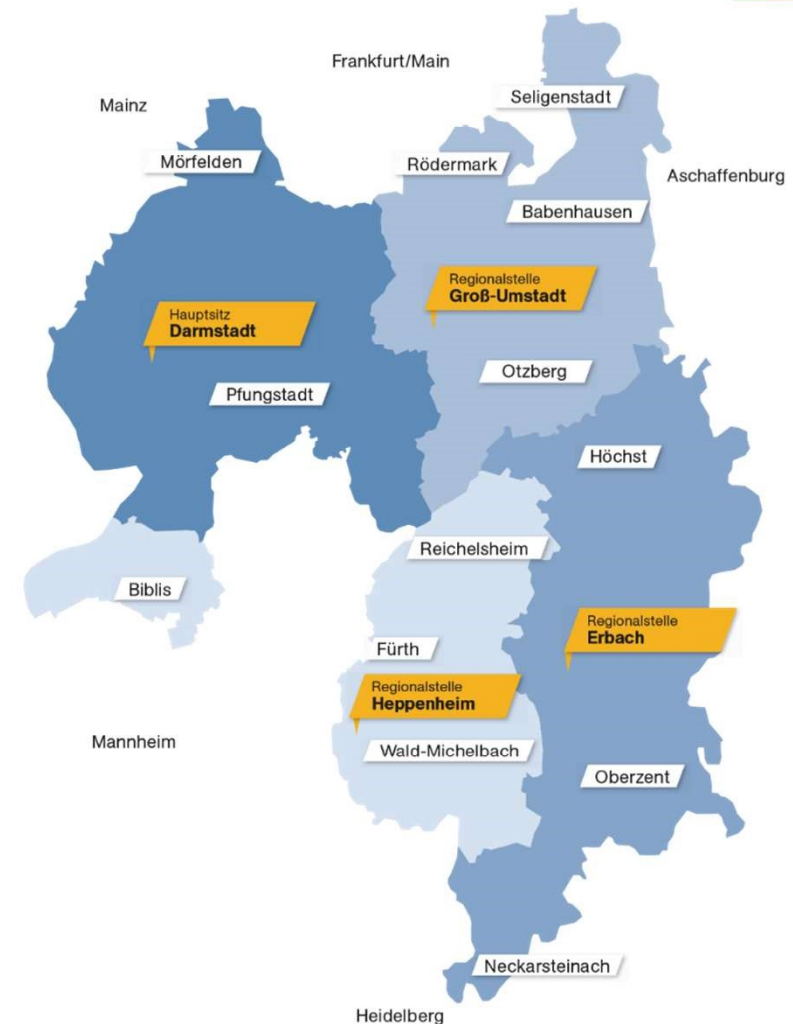 Frankfurt/Main
Seligenstadt
Mainz
Mörfelden
Rödermark
Aschaffenburg
Babenhausen
Regionalstelle
Groß-Umstadt
Hauptsitz
Darmstadt
Otzberg
Pfungstadt
Höchst
Reichelsheim
Biblis
Regionalstelle
Erbach
Fürth
Regionalstelle
Heppenheim
Mannheim
Wald-Michelbach
Oberzent
Neckarsteinach
Heidelberg